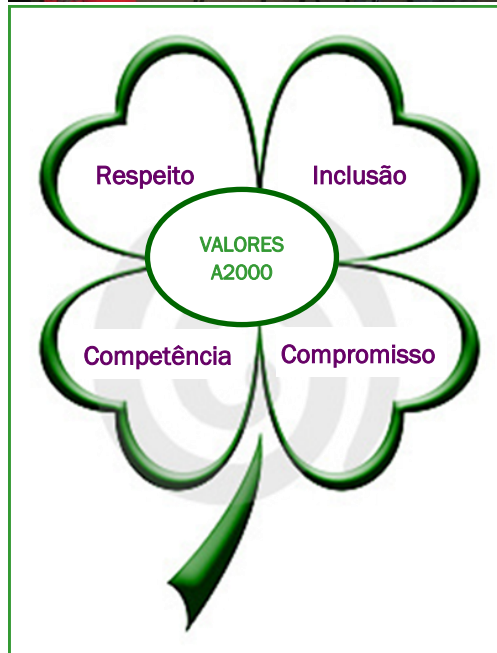 Respeito
Inclusão
VALORES
A2000
Competência
Compromisso